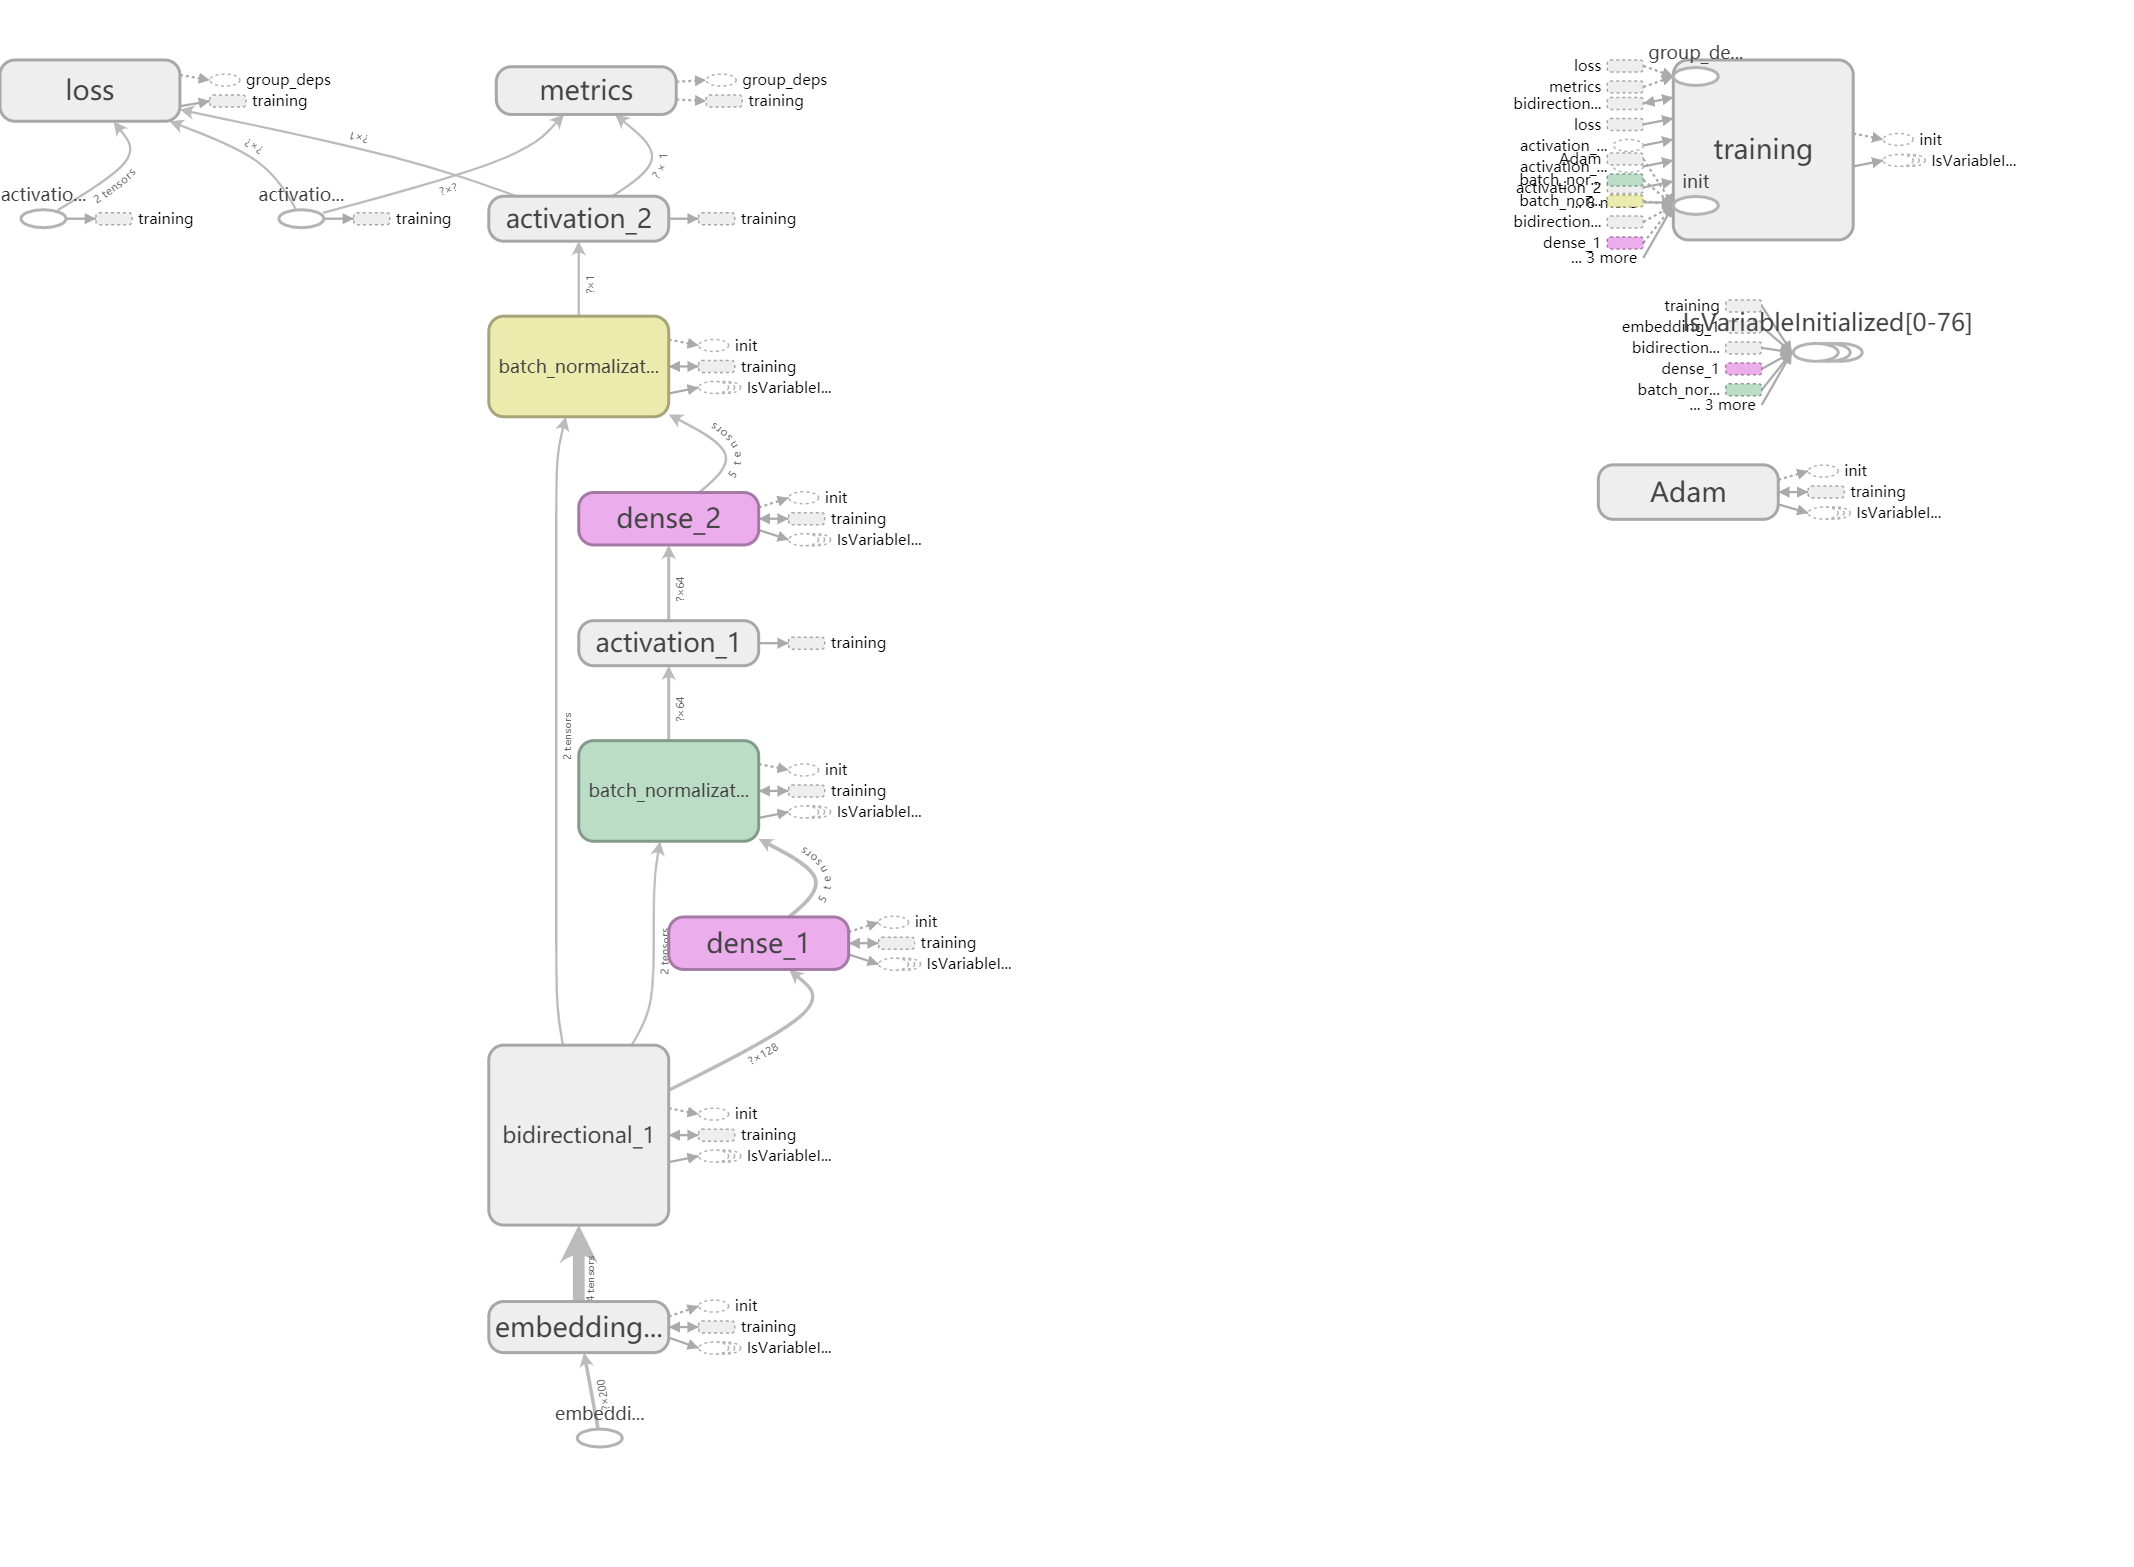 loss
group_deps
training
metrics
group_deps
training
?×1
?×?
?×?
?×1
2 tensors
activatio...
training
activatio...
training
activation_2
training
?×1
batch_normalizat...
init
training
IsVariableI...
5 tensors
dense_2
init
training
IsVariableI...
?×64
activation_1
training
?×64
2 tensors
batch_normalizat...
init
training
IsVariableI...
5 tensors
dense_1
init
training
IsVariableI...
2 tensors
?×128
bidirectional_1
init
training
IsVariableI...
4 tensors
embedding...
init
training
IsVariableI...
?×200
embeddi...
group_de...
loss
metrics
bidirection...
loss
activation_...
Adam
activation_...
batch_nor...
activation_2
batch_nor...
bidirection...
dense_1
... 3 more
training
init
init
IsVariableI...
IsVariableInitialized[0-76]
training
embedding_1
bidirection...
dense_1
batch_nor...
... 3 more
Adam
init
training
IsVariableI...